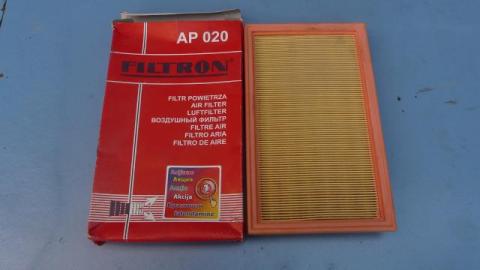 AP 020
FILTRON
FILTR POWIETRZA
AIR FILTER
LUFTFILTER
ВОЗДУШНЫЙ ФИЛЬТР
FILTRE AIR
FILTRO ARIA
FILTRO DE AIRE
Akcija